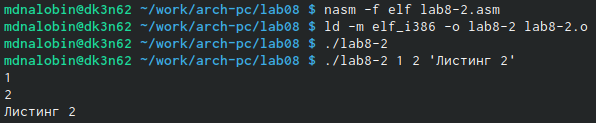 mdnalobin@dk3n62 ~/work/arch-pc/lab08 $ nasm -f elf lab8-2.asm
mdnalobin@dk3n62 ~/work/arch-pc/lab08 $ ld -m elf_i386 -o lab8-2 lab8-2.o
mdnalobin@dk3n62 ~/work/arch-pc/lab08 $ ./lab8-2
mdnalobin@dk3n62 ~/work/arch-pc/lab08 $ ./lab8-2 1 2 'Листинг 2'
1
2
Листинг 2